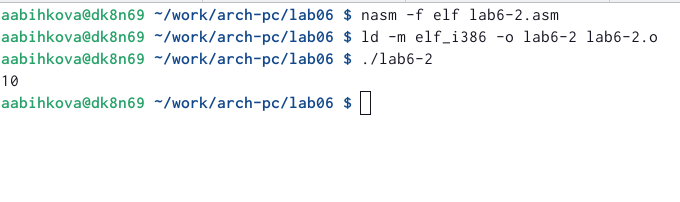 aabihkova@dk8n69 ~/work/arch-pc/lab06 $ nasm -f elf lab6-2.asm
aabihkova@dk8n69 ~/work/arch-pc/lab06 $ ld -m elf_i386 -o lab6-2 lab6-2.o
aabihkova@dk8n69 ~/work/arch-pc/lab06 $ ./lab6-2
10
aabihkova@dk8n69 ~/work/arch-pc/lab06 $